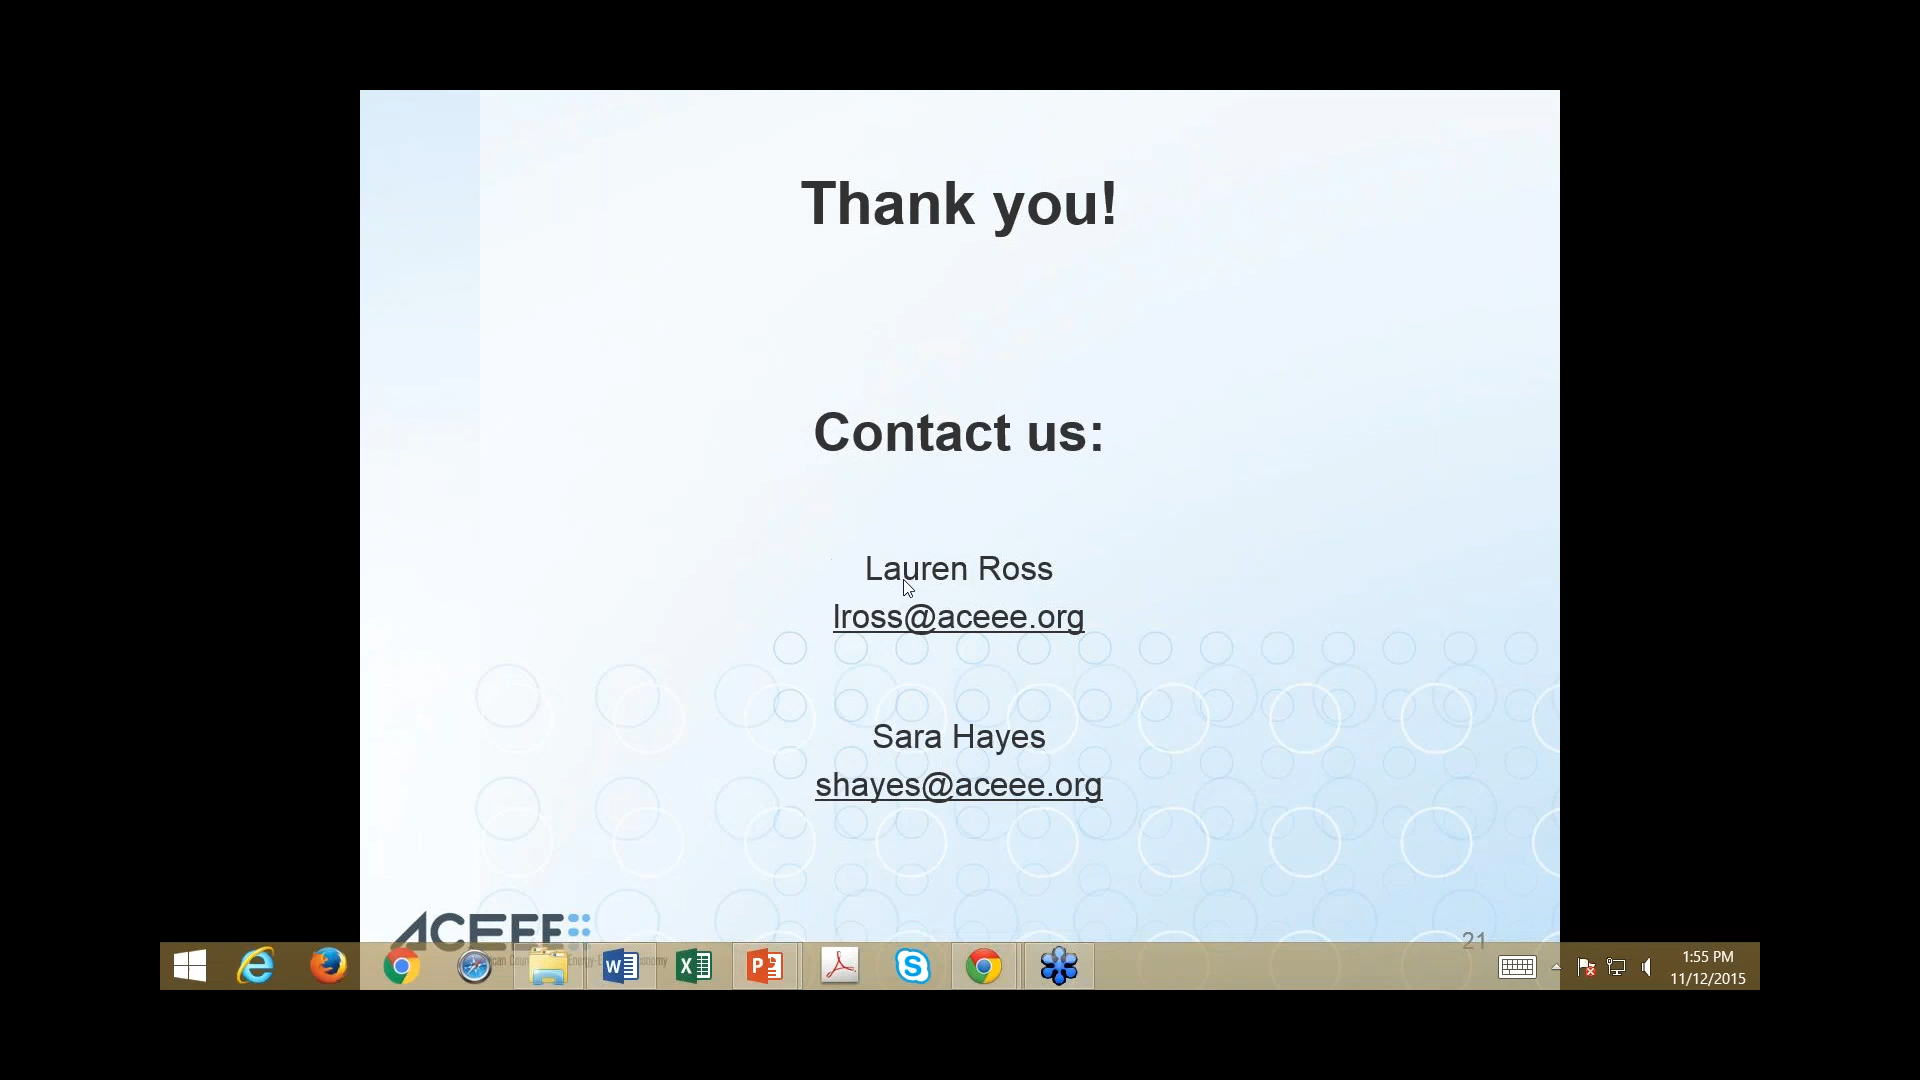 Thank you!
Contact us:
Lauren Ross
lross@aceee.org
Sara Hayes
shayes@aceee.org
ACEEE
21
1:55 PM
11/12/2015